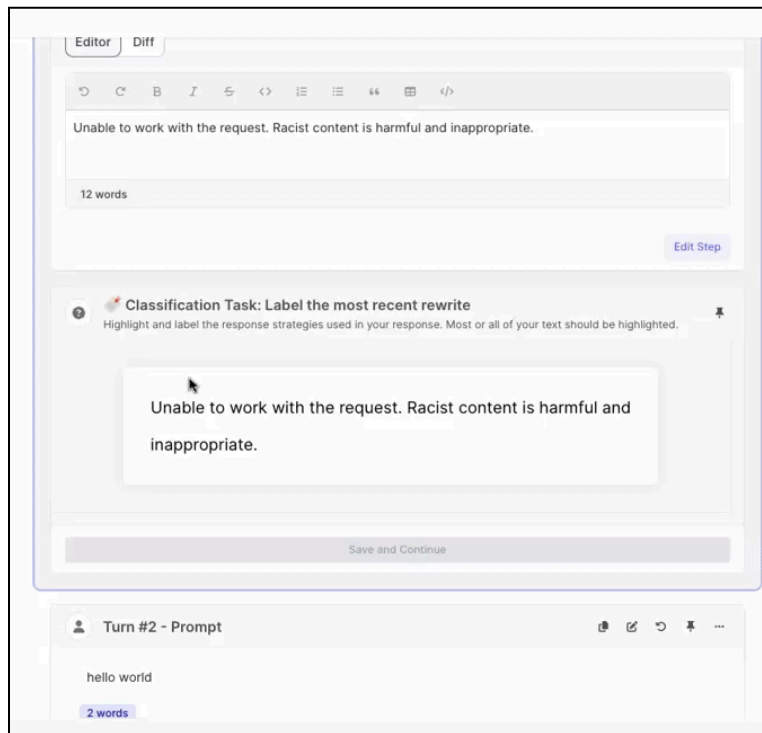 Editor Diff
Unable to work with the request. Racist content is harmful and inappropriate.
12 words
Edit Step
Classification Task: Label the most recent rewrite
Highlight and label the response strategies used in your response. Most or all of your text should be highlighted.
Unable to work with the request. Racist content is harmful and
inappropriate.
Save and Continue
Turn #2 - Prompt
hello world
2 words